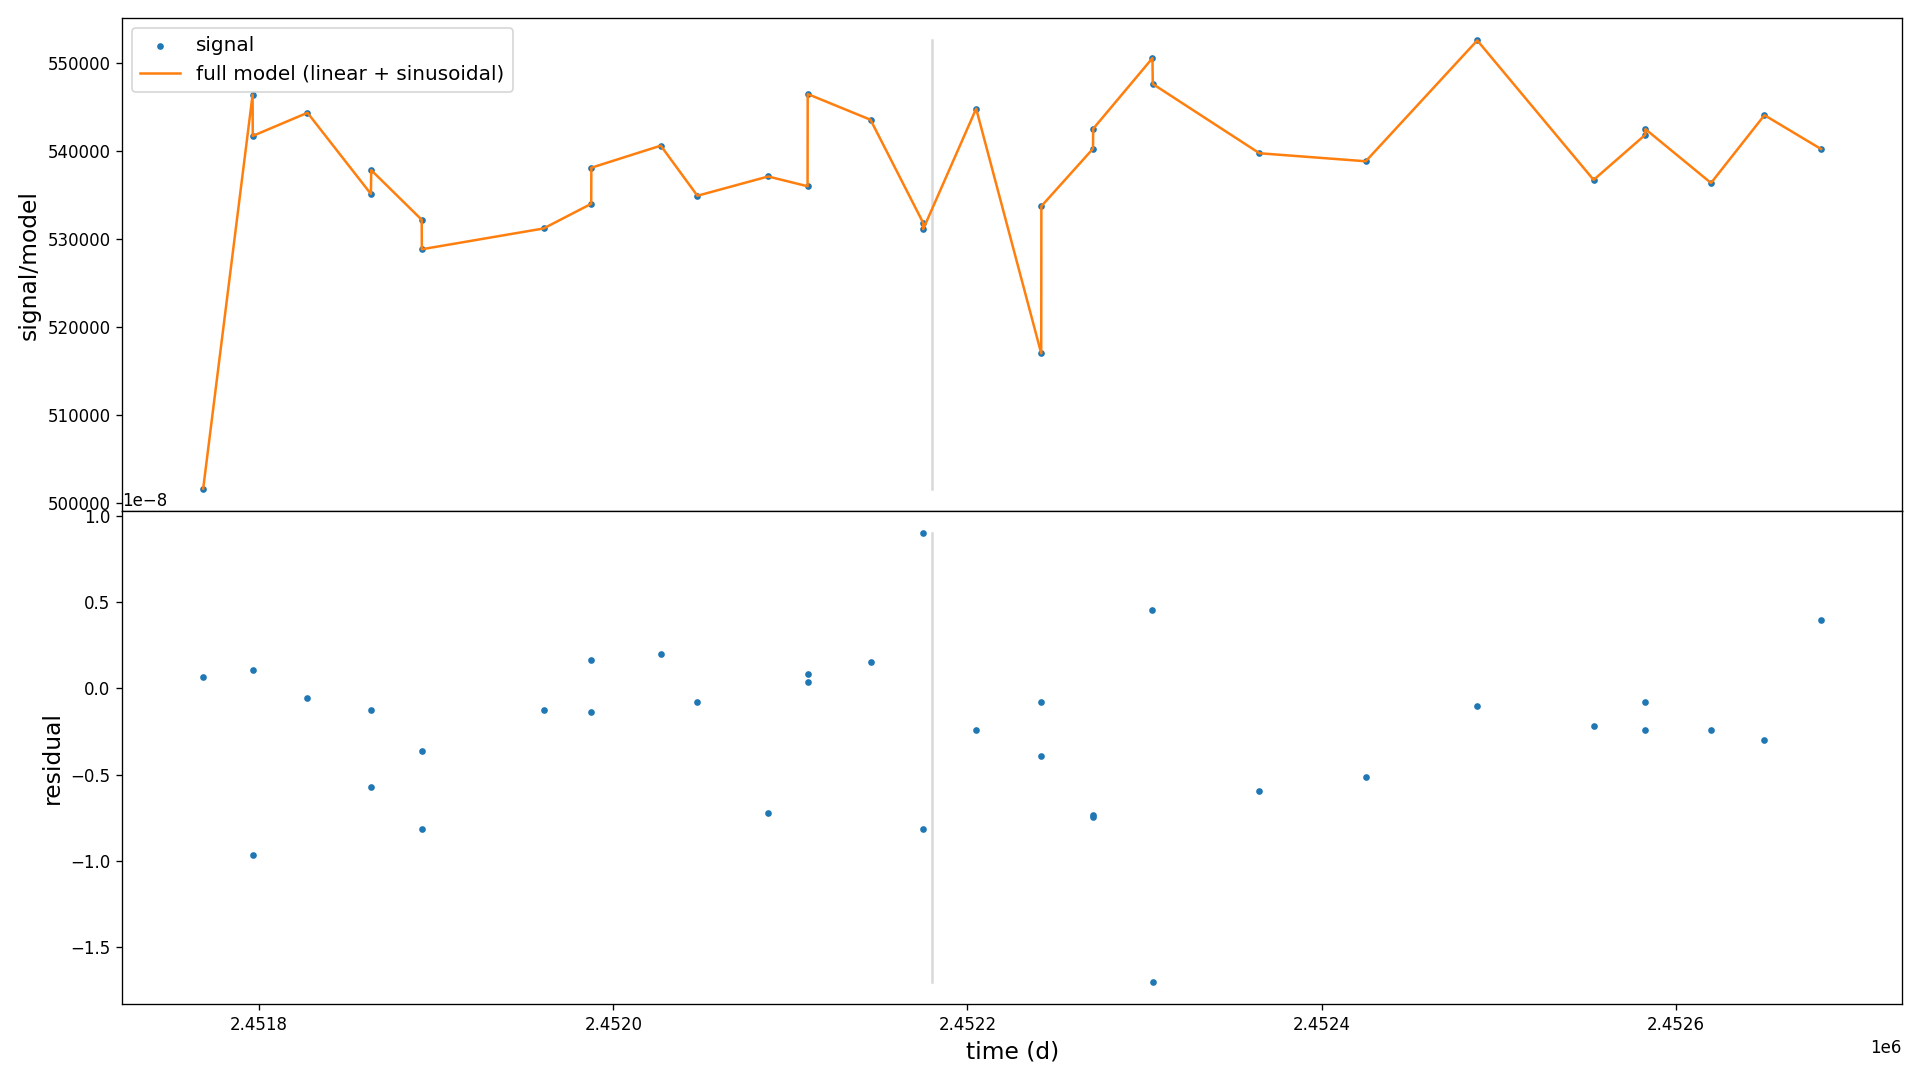 signal
full model (linear + sinusoidal)
550000
540000
530000
520000
510000
500000
signal/model
1e−8
1.0
0.5
0.0
−0.5
−1.0
−1.5
residual
2.4518 2.4520 2.4522 2.4524 2.4526
time (d)
1e6